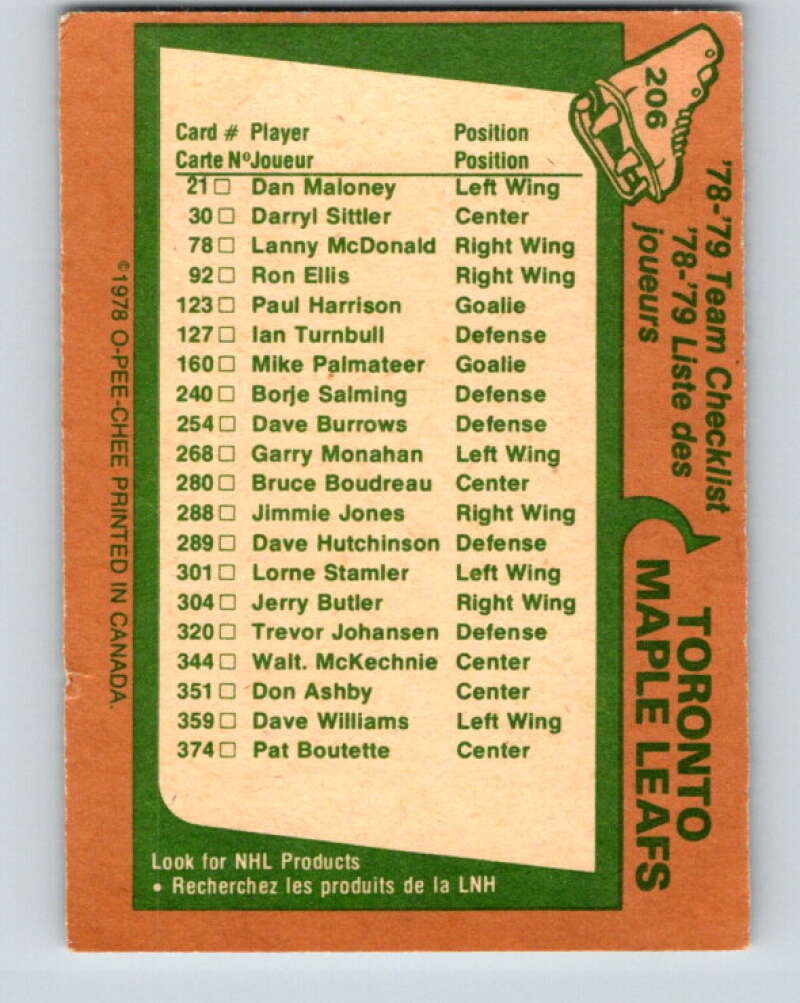 206
'78-'79 Team Checklist
'78-'79 Liste des
joueurs
TORONTO
MAPLE LEAFS
Card # Player Position
Carte Nº Joueur Position
21 □ Dan Maloney Left Wing
30 □ Darryl Sittler Center
78 □ Lanny McDonald Right Wing
92 □ Ron Ellis Right Wing
123 □ Paul Harrison Goalie
127 □ Ian Turnbull Defense
160 □ Mike Palmateer Goalie
240 □ Borje Salming Defense
254 □ Dave Burrows Defense
268 □ Garry Monahan Left Wing
280 □ Bruce Boudreau Center
288 □ Jimmie Jones Right Wing
289 □ Dave Hutchinson Defense
301 □ Lorne Stamler Left Wing
304 □ Jerry Butler Right Wing
320 □ Trevor Johansen Defense
344 □ Walt. McKechnie Center
351 □ Don Ashby Center
359 □ Dave Williams Left Wing
374 □ Pat Boutette Center
Look for NHL Products
• Recherchez les produits de la LNH
©1978 O-PEE-CHEE PRINTED IN CANADA.